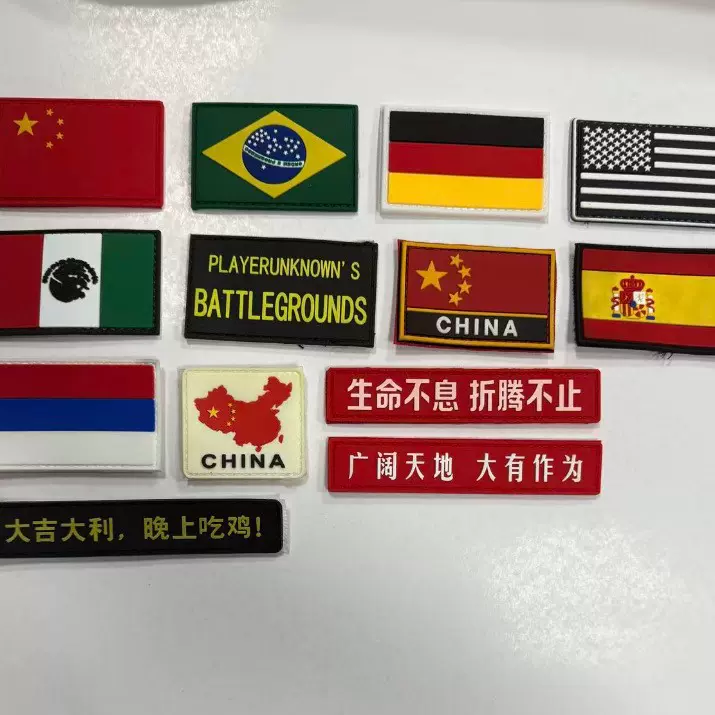 PLAYERUNKNOWN'S
BATTLEGROUNDS
CHINA
CHINA
生命不息 折腾不止
广阔天地 大有作为
大吉大利，晚上吃鸡！